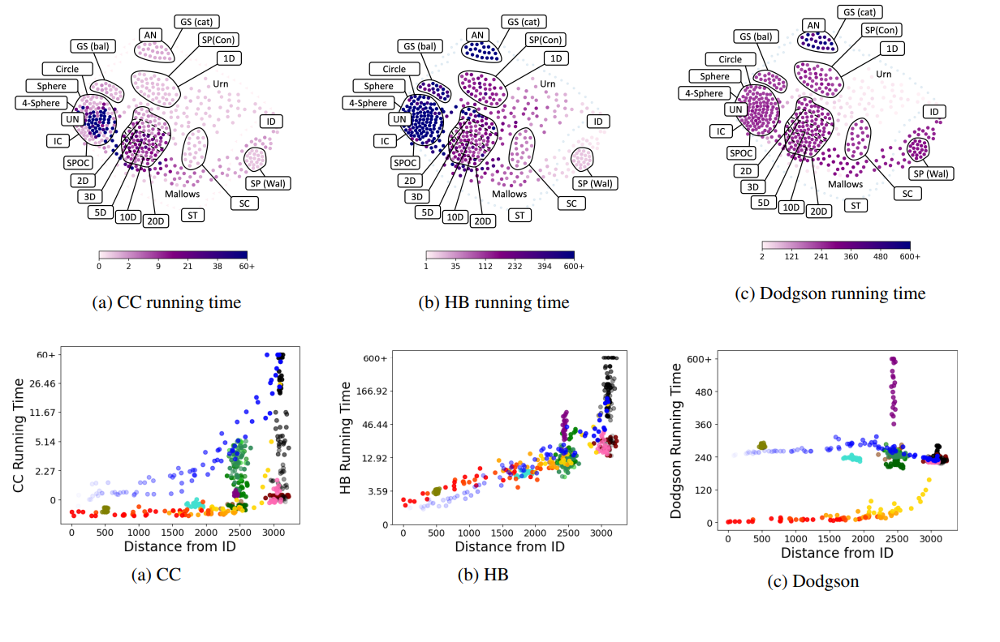 GS (cat)
AN
SP(Con)
GS (bal)
1D
Circle
Urn
Sphere
4-Sphere
UN
ID
IC
SPOC
2D
SP (Wal)
3D
Mallows
SC
5D
10D
20D
ST
0 2 9 21 38 60+
(a) CC running time
GS (cat)
AN
SP(Con)
GS (bal)
1D
Circle
Urn
Sphere
4-Sphere
UN
ID
IC
SPOC
2D
SP (Wal)
3D
Mallows
SC
5D
10D
20D
ST
1 35 112 232 394 600+
(b) HB running time
GS (cat)
AN
SP(Con)
GS (bal)
1D
Circle
Urn
Sphere
4-Sphere
UN
ID
IC
SPOC
2D
SP (Wal)
3D
Mallows
SC
5D
10D
20D
ST
2 121 241 360 480 600+
(c) Dodgson running time
CC Running Time
60+
26.46
11.67
5.14
2.27
0
0 500 1000 1500 2000 2500 3000
Distance from ID
(a) CC
HB Running Time
600+
166.92
46.44
12.92
3.59
0
0 500 1000 1500 2000 2500 3000
Distance from ID
(b) HB
Dodgson Running Time
600+
480
360
240
120
0
0 500 1000 1500 2000 2500 3000
Distance from ID
(c) Dodgson